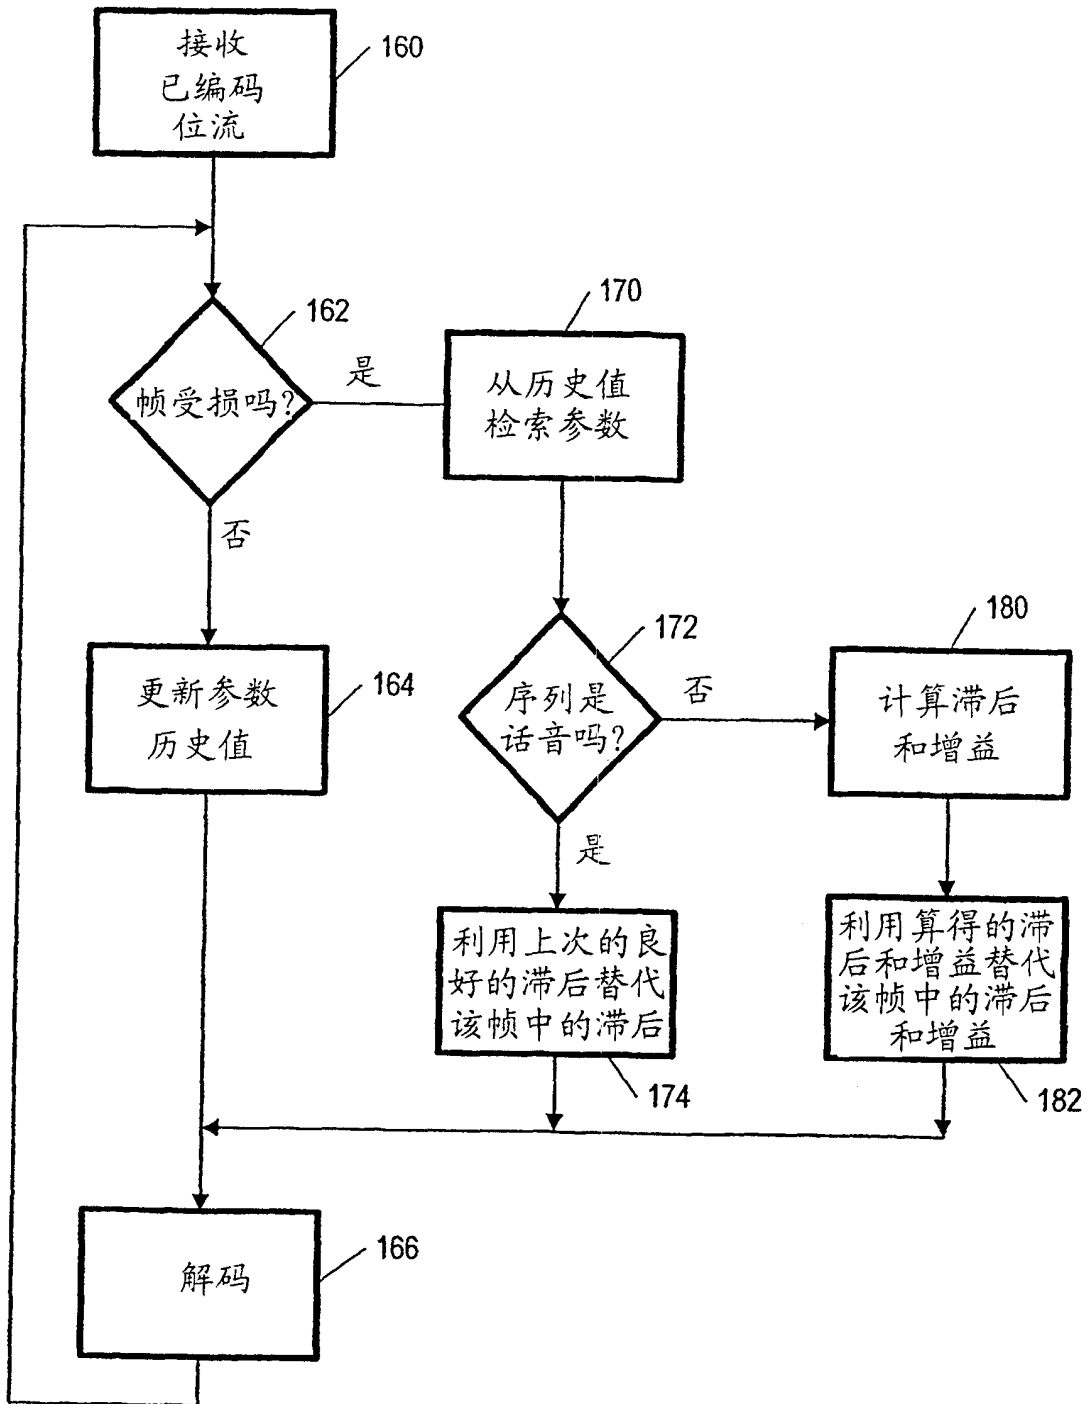 接收
已编码
位流
160
162
帧受损吗?
是
否
170
从历史值
检索参数
更新参数
历史值
164
172
序列是
话音吗?
否
是
180
计算滞后
和增益
利用上次的良
好的滞后替代
该帧中的滞后
174
利用算得的滞
后和增益替代
该帧中的滞后
和增益
182
解码
166